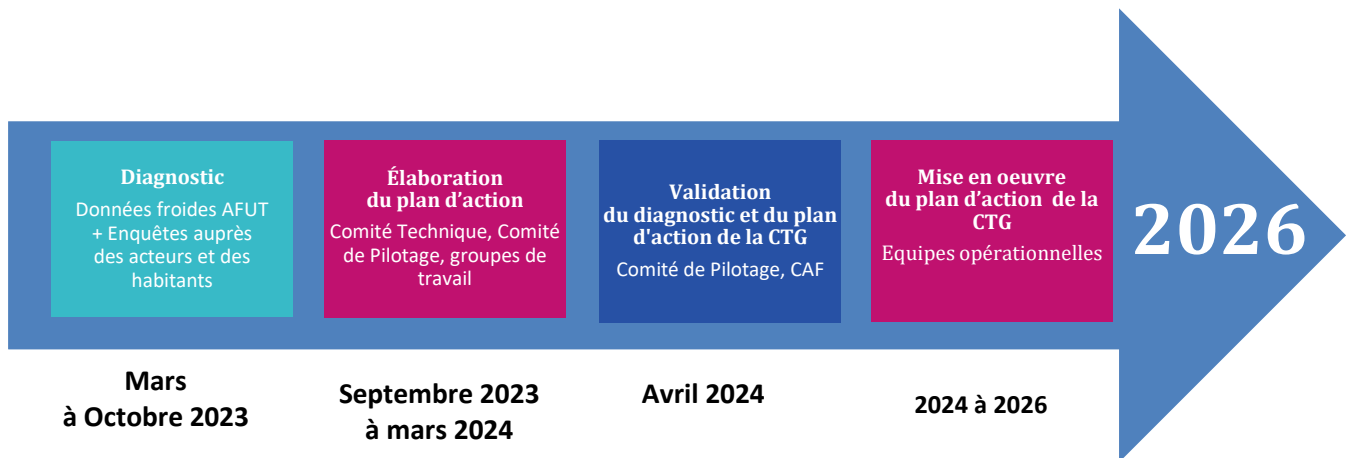 Diagnostic
Données froides AFUT
+ Enquêtes auprès
des acteurs et des
habitants
Élaboration
du plan d’action
Comité Technique, Comité
de Pilotage, groupes de
travail
Validation
du diagnostic et du plan
d'action de la CTG
Comité de Pilotage, CAF
Mise en oeuvre
du plan d’action de la
CTG
Equipes opérationnelles
2026
Mars
à Octobre 2023
Septembre 2023
à mars 2024
Avril 2024
2024 à 2026